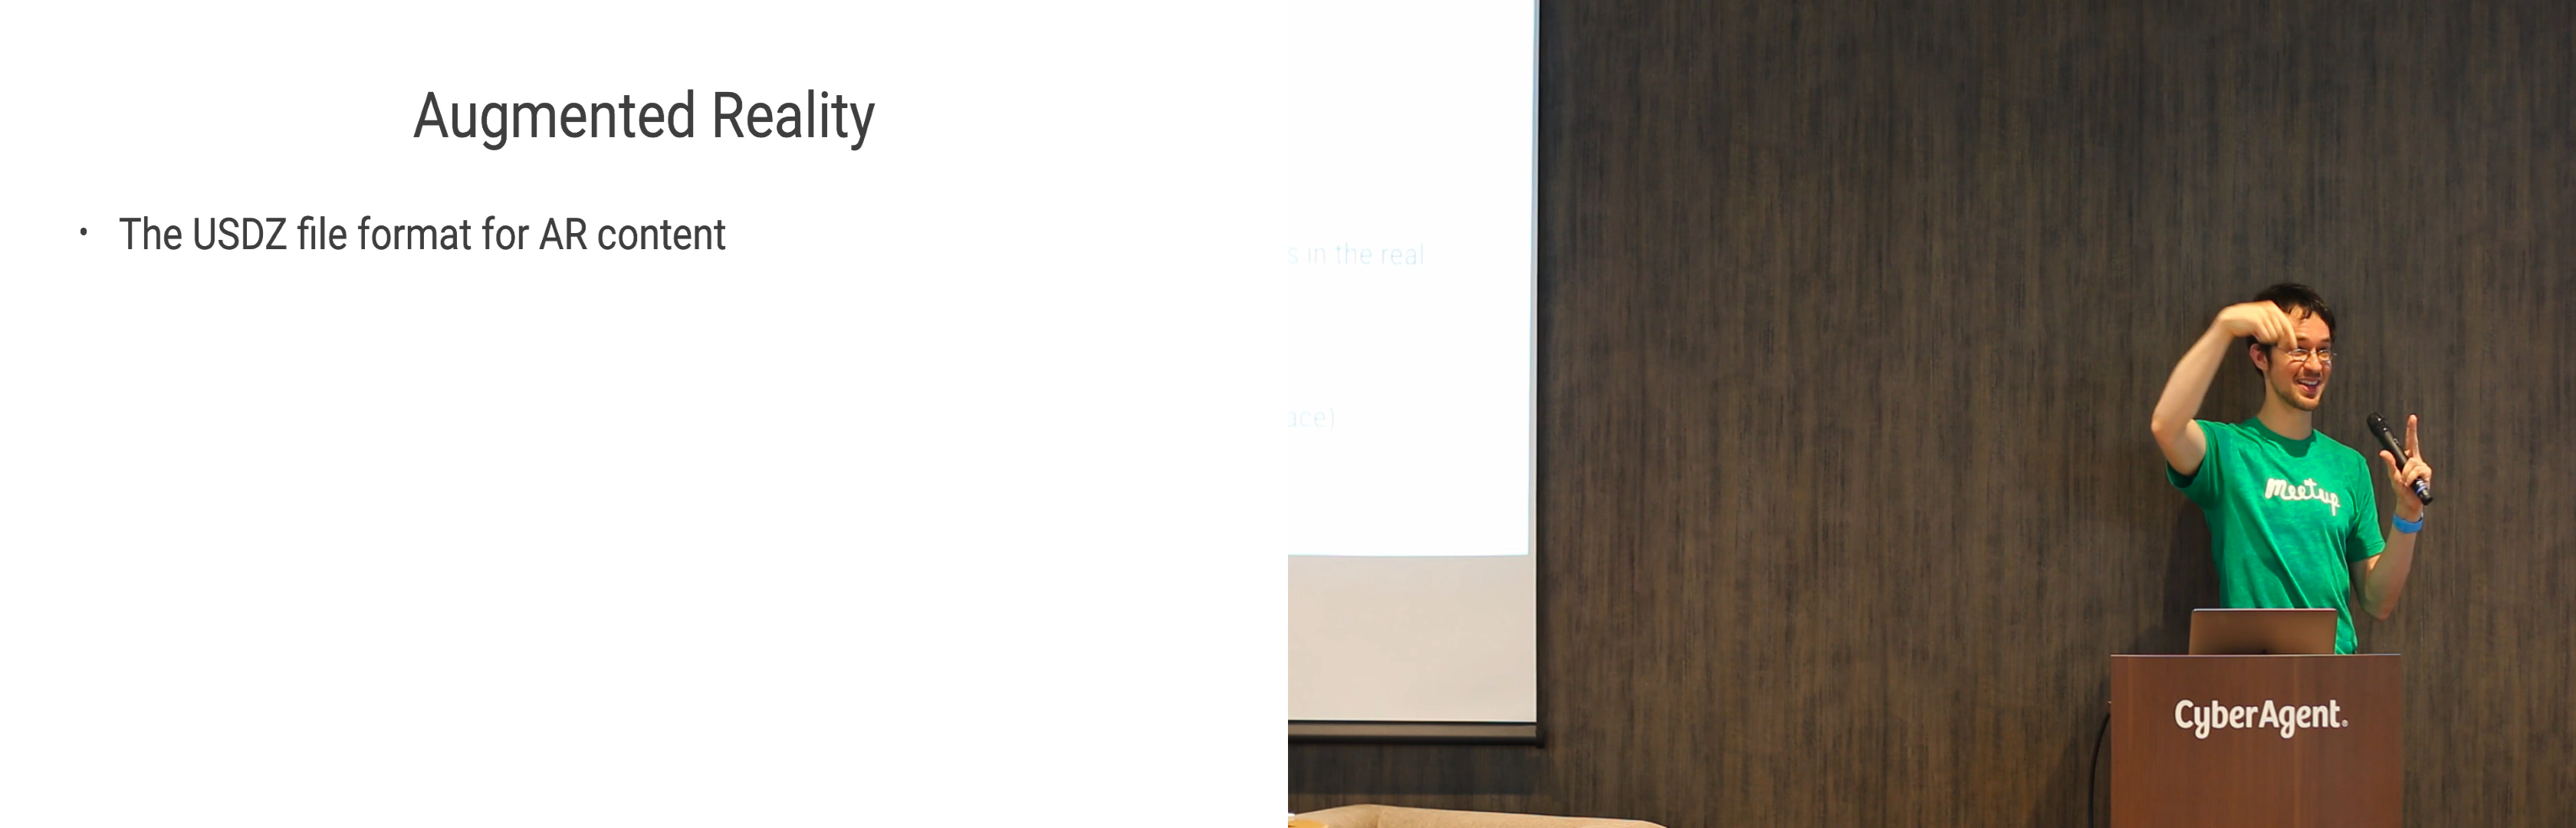 Augmented Reality
• The USDZ file format for AR content
s in the real
ace)
meetup
CyberAgent.